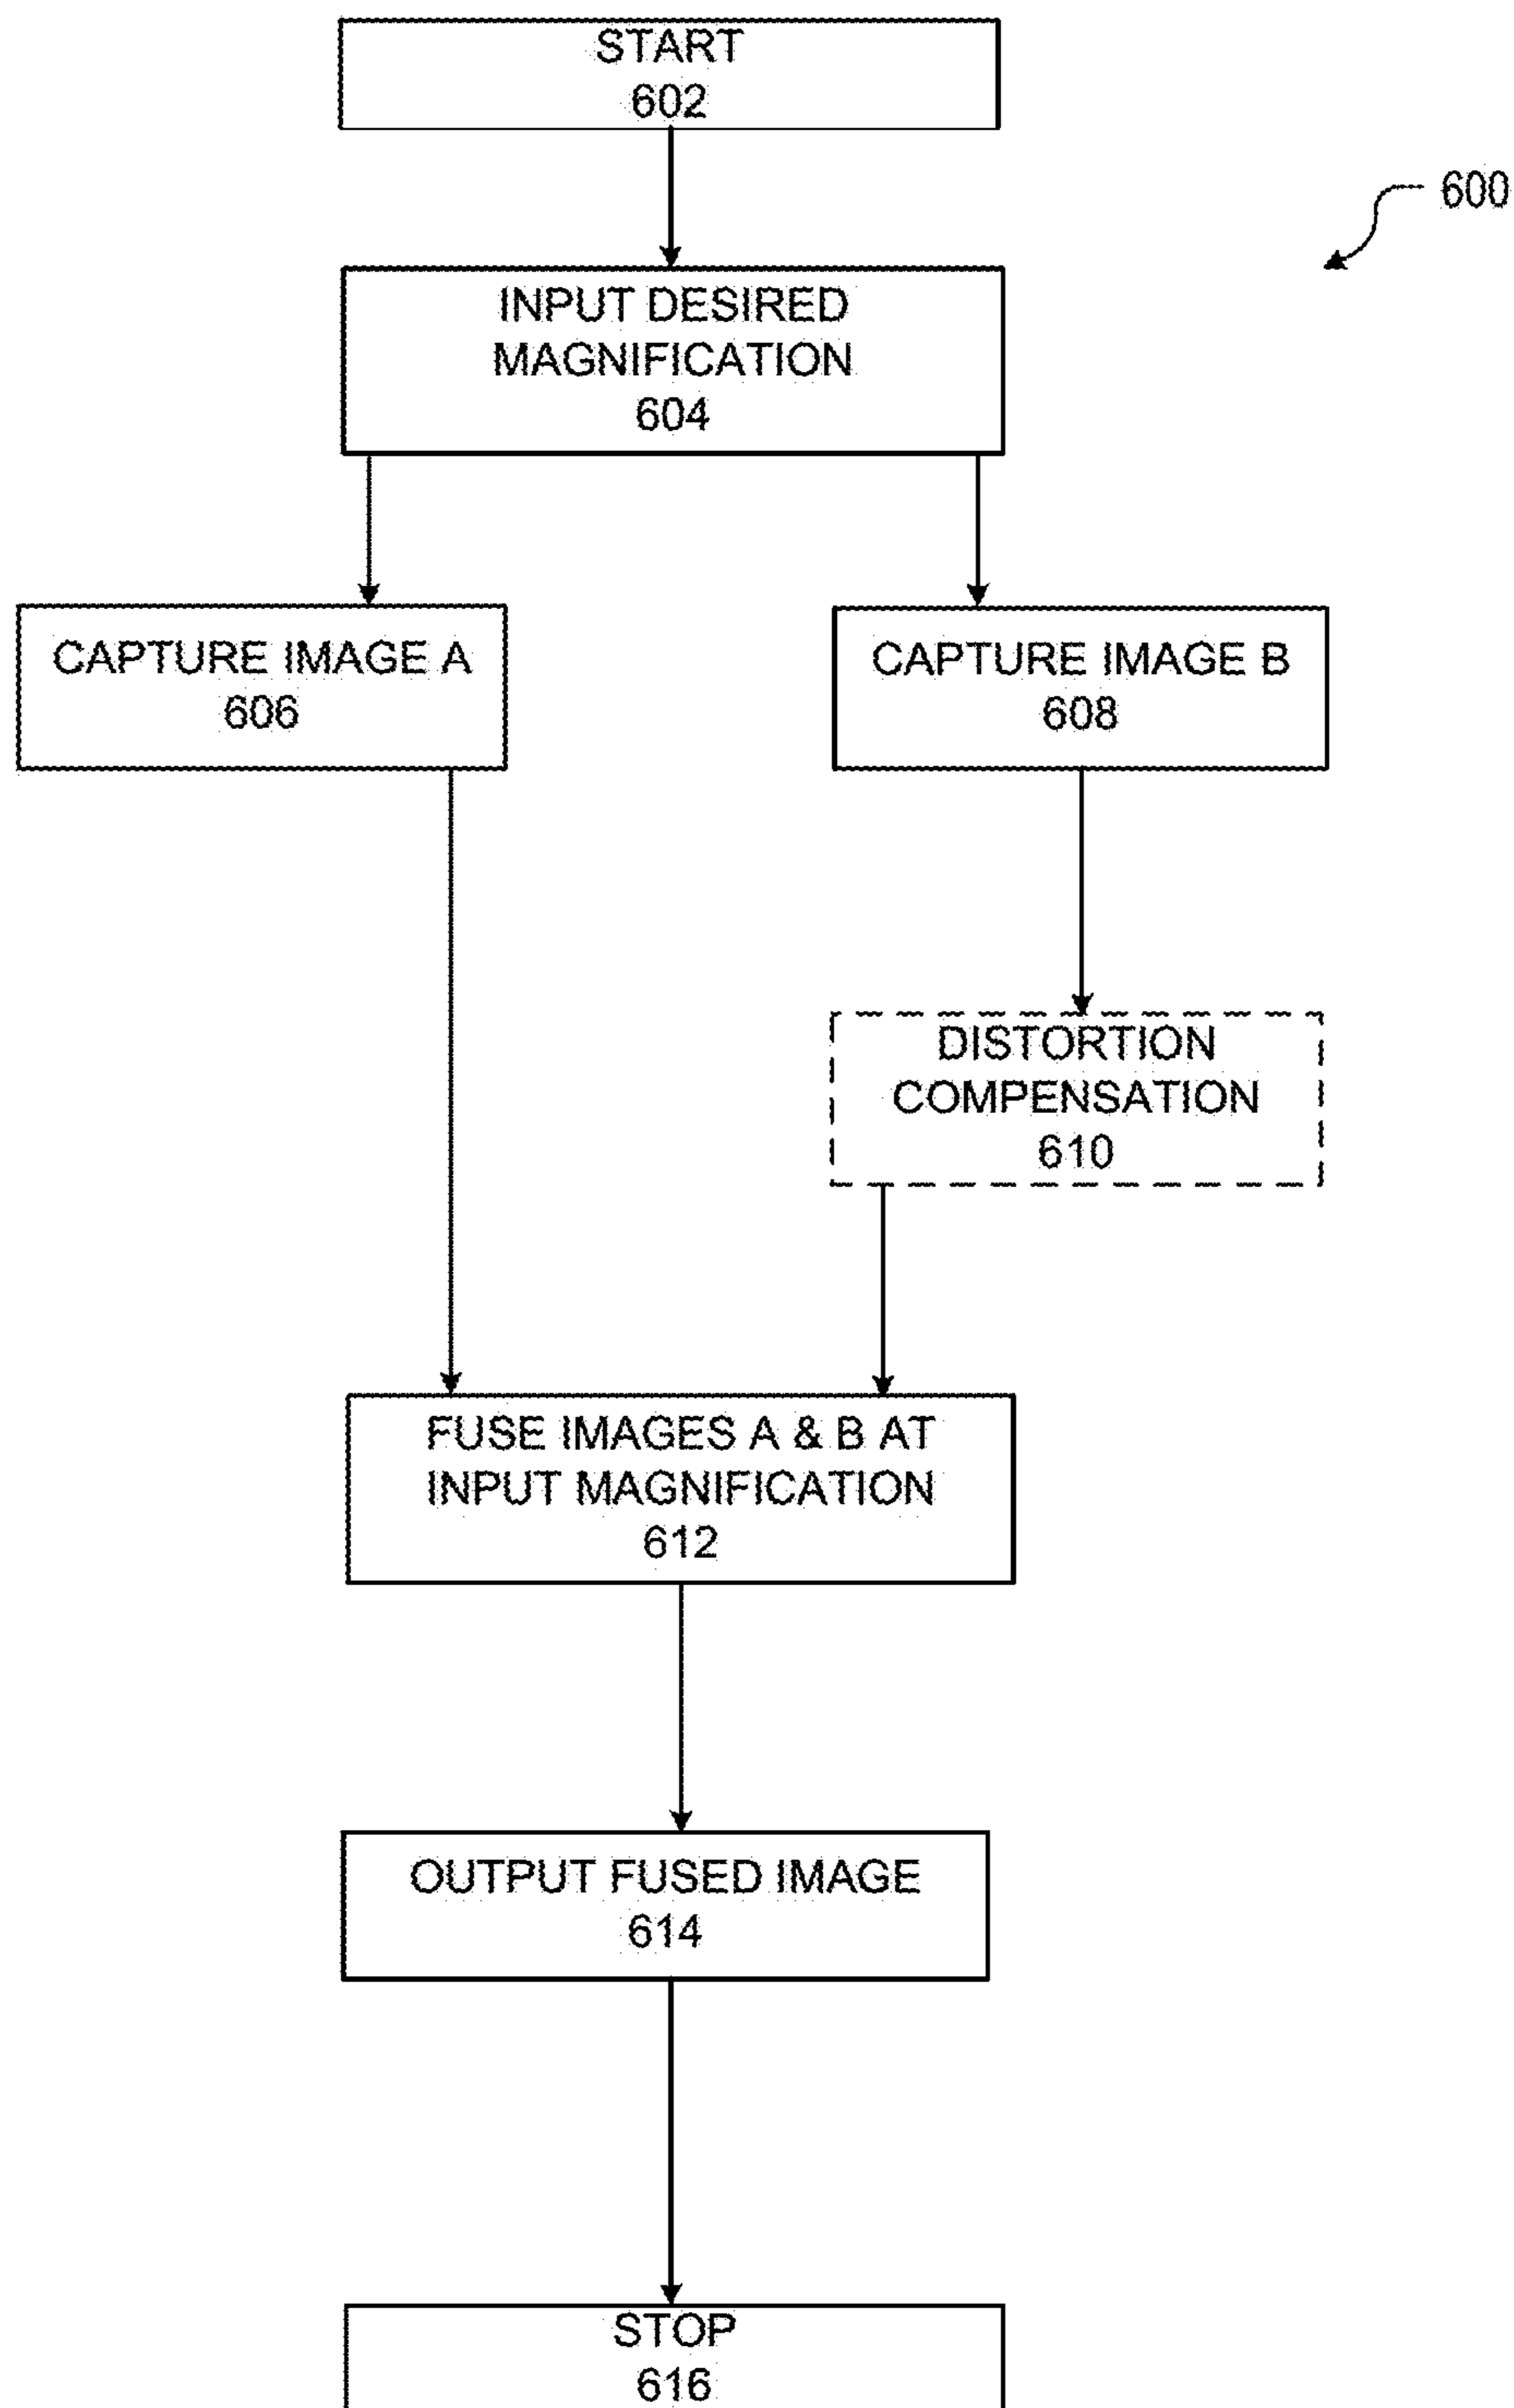 START
602
600
INPUT DESIRED
MAGNIFICATION
604
CAPTURE IMAGE A
606
CAPTURE IMAGE B
608
DISTORTION
COMPENSATION
610
FUSE IMAGES A & B AT
INPUT MAGNIFICATION
612
OUTPUT FUSED IMAGE
614
STOP
616